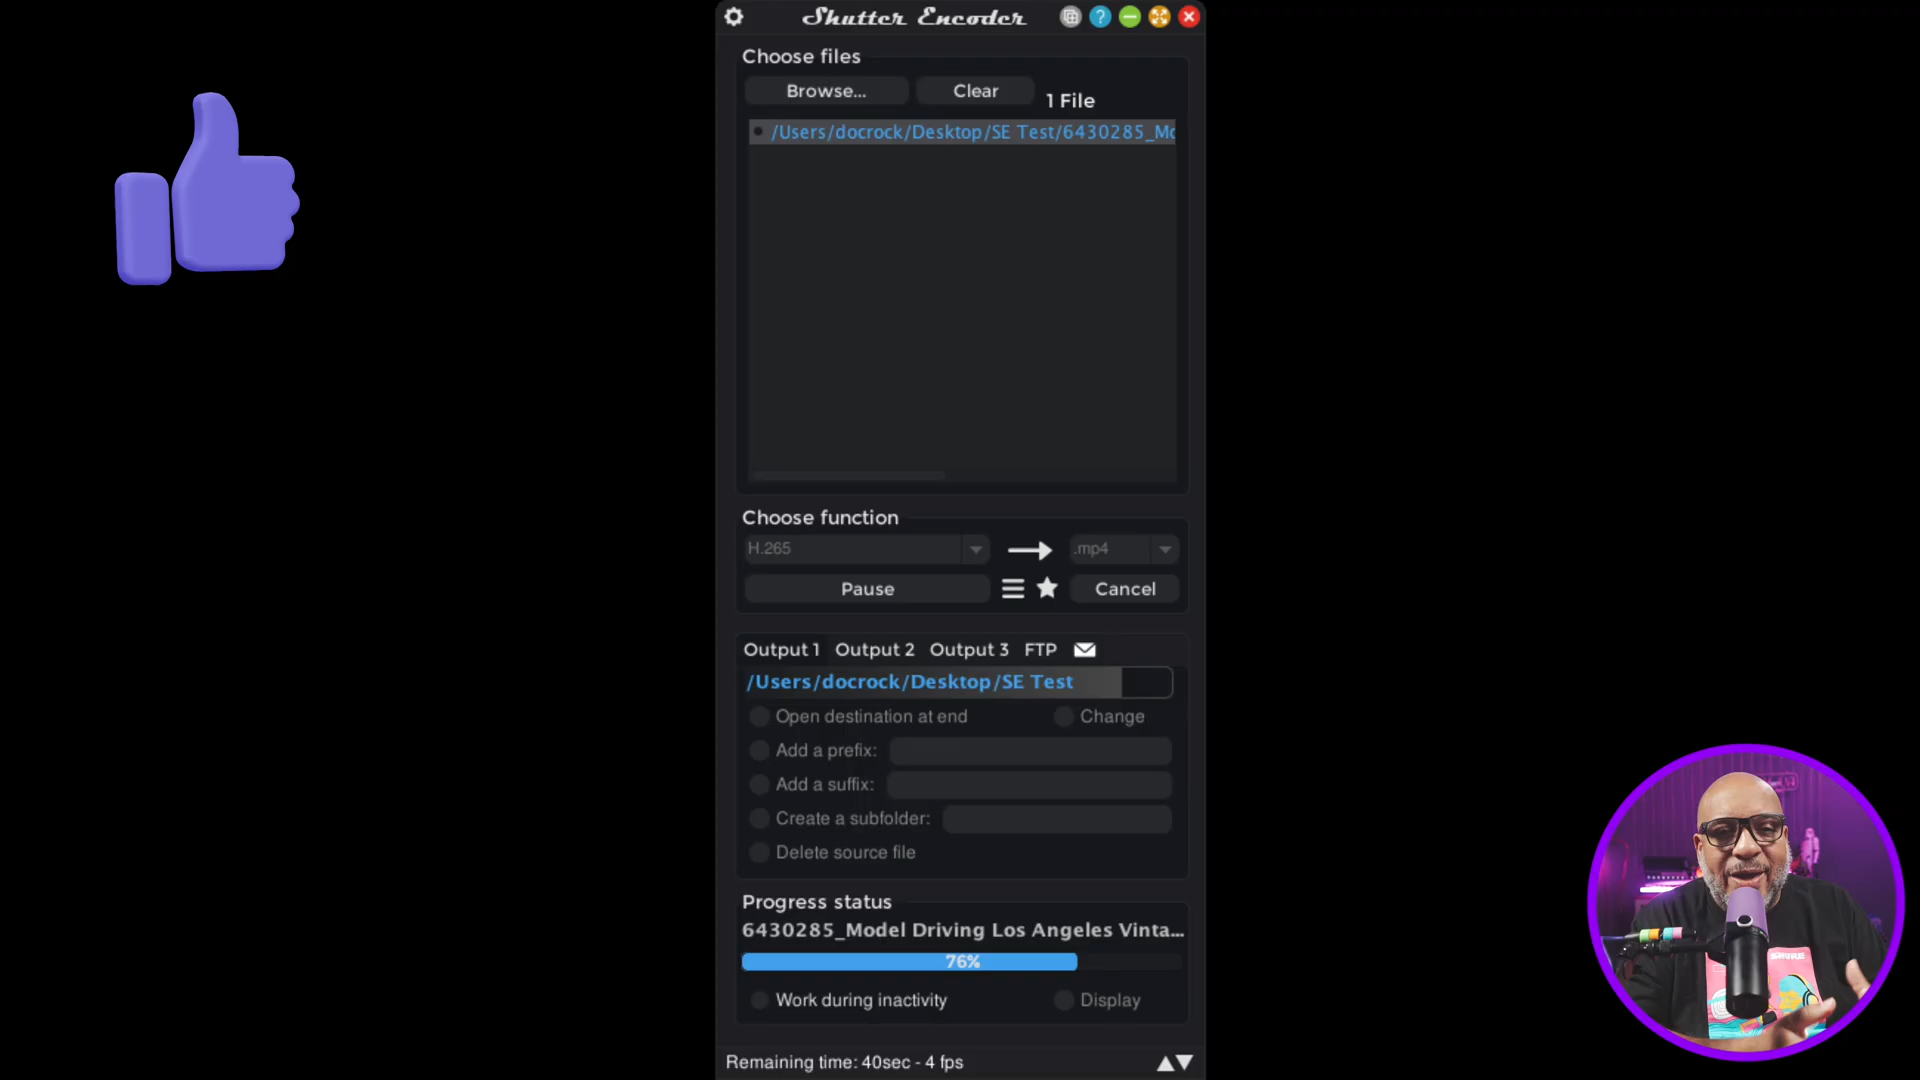 Shutter Encoder
?
Choose files
Browse...
Clear
1 File
/Users/docrock/Desktop/SE Test/6430285_Mo
Choose function
H.265
.mp4
Pause
Cancel
Output 1 Output 2 Output 3 FTP
/Users/docrock/Desktop/SE Test
Open destination at end
Change
Add a prefix:
Add a suffix:
Create a subfolder:
Delete source file
Progress status
6430285_Model Driving Los Angeles Vinta...
76%
Work during inactivity
Display
Remaining time: 40sec - 4 fps
SHURE